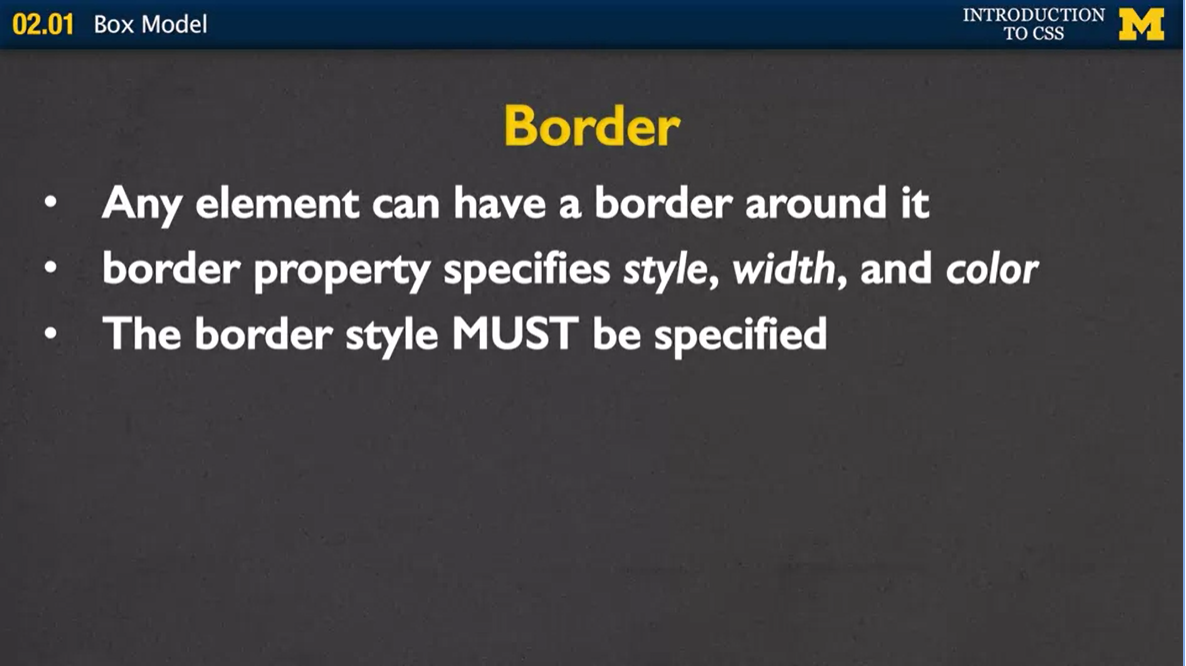 02.01 Box Model
INTRODUCTION
TO CSS
M
Border
• Any element can have a border around it
• border property specifies style, width, and color
• The border style MUST be specified